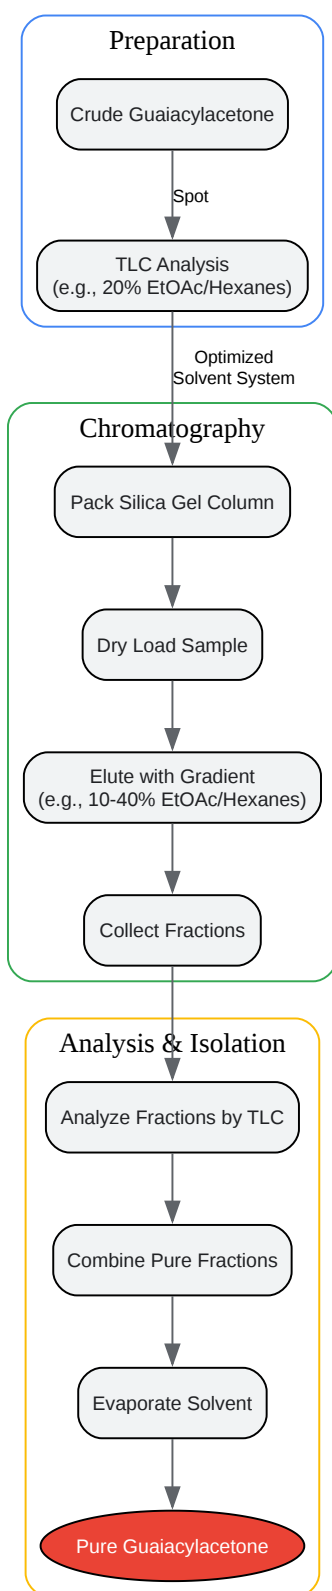 Preparation
Crude Guaiacylacetone
Spot
TLC Analysis
(e.g., 20% EtOAc/Hexanes)
Optimized
Solvent System
Chromatography
Pack Silica Gel Column
Dry Load Sample
Elute with Gradient
(e.g., 10-40% EtOAc/Hexanes)
Collect Fractions
Analysis & Isolation
Analyze Fractions by TLC
Combine Pure Fractions
Evaporate Solvent
Pure Guaiacylacetone